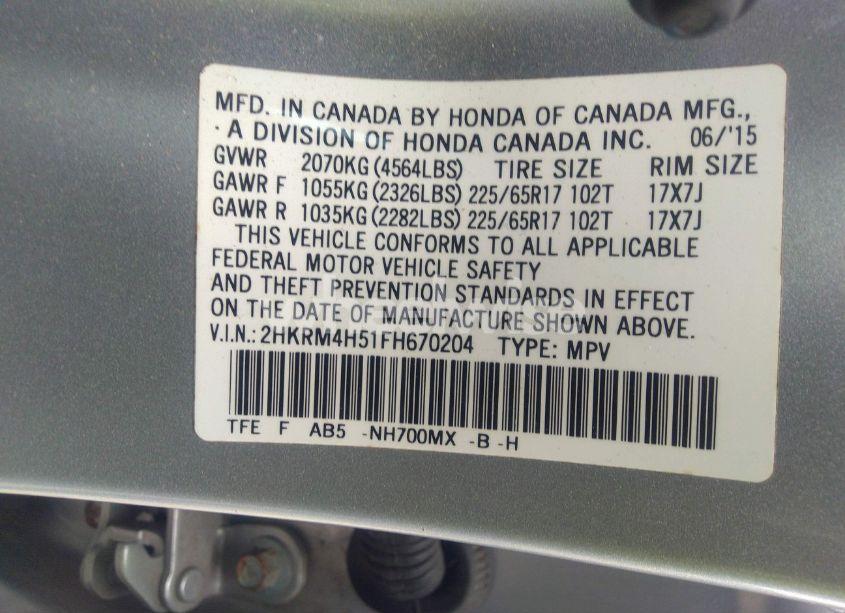 MFD. IN CANADA BY HONDA OF CANADA MFG.,
· A DIVISION OF HONDA CANADA INC. 06/'15
GVWR 2070KG (4564LBS) TIRE SIZE RIM SIZE
GAWR F 1055KG (2326LBS) 225/65R17 102T 17X7J
GAWR R 1035KG (2282LBS) 225/65R17 102T 17X7J
THIS VEHICLE CONFORMS TO ALL APPLICABLE
FEDERAL MOTOR VEHICLE SAFETY
AND THEFT PREVENTION STANDARDS IN EFFECT
ON THE DATE OF MANUFACTURE SHOWN ABOVE.
V.I.N.: 2HKRM4H51FH670204 TYPE: MPV
TFE F AB5 -NH700MX -B -H